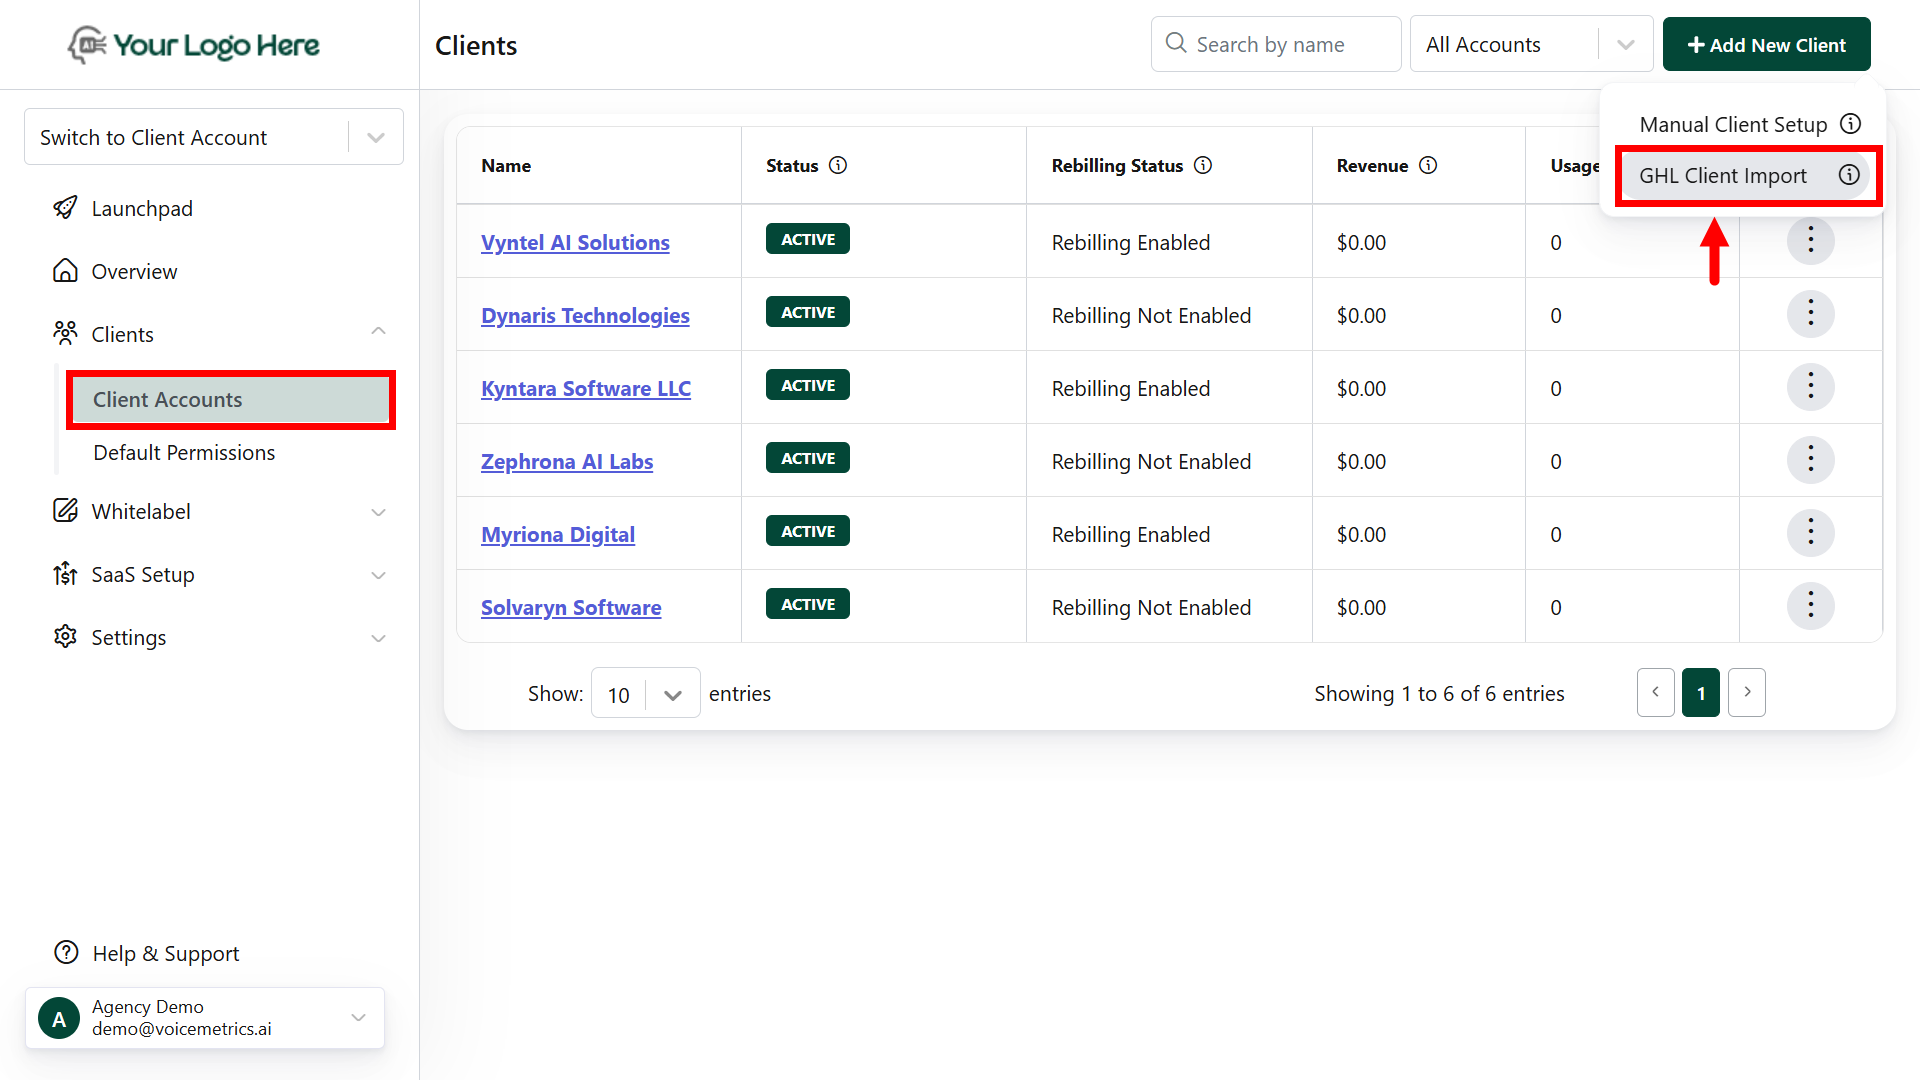 AI Your Logo Here
Clients
Search by name
All Accounts
Add New Client
Switch to Client Account
Manual Client Setup
GHL Client Import
Launchpad
Overview
Clients
Client Accounts
Default Permissions
Whitelabel
SaaS Setup
Settings
Name Status Rebilling Status Revenue Usage
Vyntel AI Solutions ACTIVE Rebilling Enabled $0.00 0
Dynaris Technologies ACTIVE Rebilling Not Enabled $0.00 0
Kyntara Software LLC ACTIVE Rebilling Enabled $0.00 0
Zephrona AI Labs ACTIVE Rebilling Not Enabled $0.00 0
Myriona Digital ACTIVE Rebilling Enabled $0.00 0
Solvaryn Software ACTIVE Rebilling Not Enabled $0.00 0
Show: 10 entries
Showing 1 to 6 of 6 entries
1
Help & Support
A
Agency Demo
demo@voicemetrics.ai